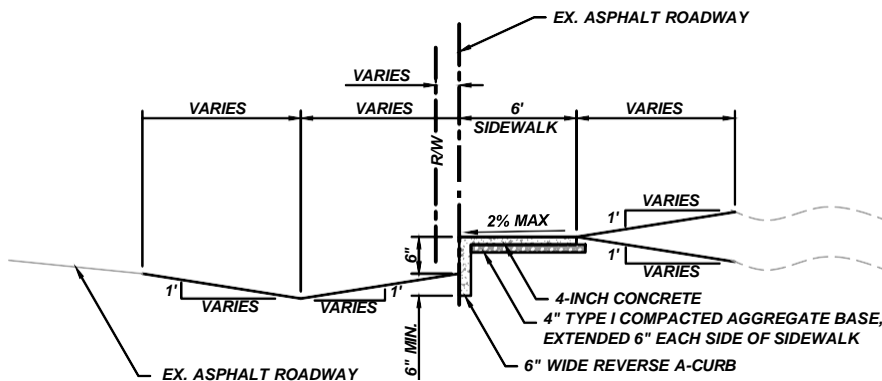 EX. ASPHALT ROADWAY
VARIES
VARIES
VARIES
6'
VARIES
SIDEWALK
R/W
VARIES
1'
2% MAX
6"
1'
VARIES
1'
VARIES
1'
VARIES
4-INCH CONCRETE
4" TYPE I COMPACTED AGGREGATE BASE,
EXTENDED 6" EACH SIDE OF SIDEWALK
6" MIN.
6" WIDE REVERSE A-CURB
EX. ASPHALT ROADWAY